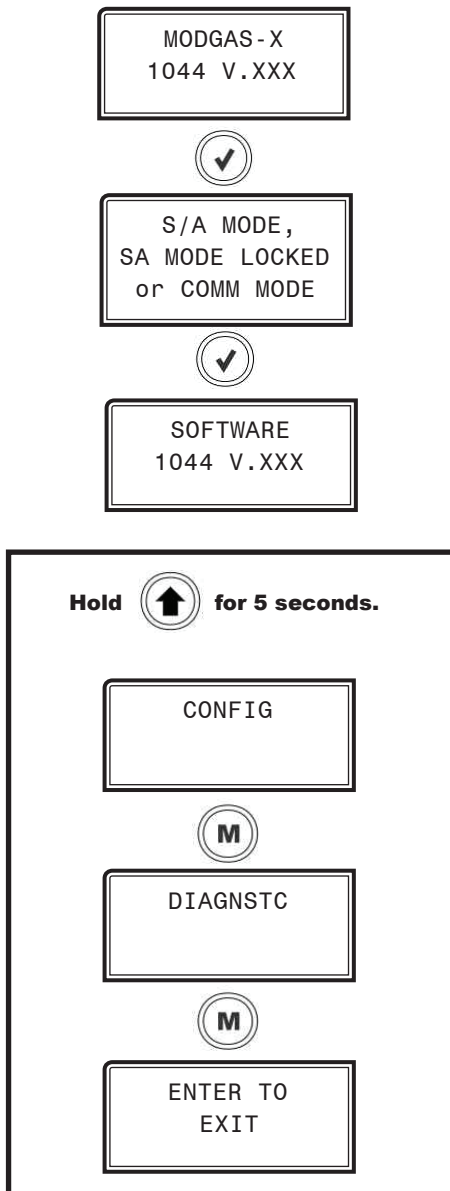 MODGAS-X
1044 V.XXX
S/A MODE,
SA MODE LOCKED
or COMM MODE
SOFTWARE
1044 V.XXX
Hold for 5 seconds.
CONFIG
M
DIAGNSTC
M
ENTER TO
EXIT